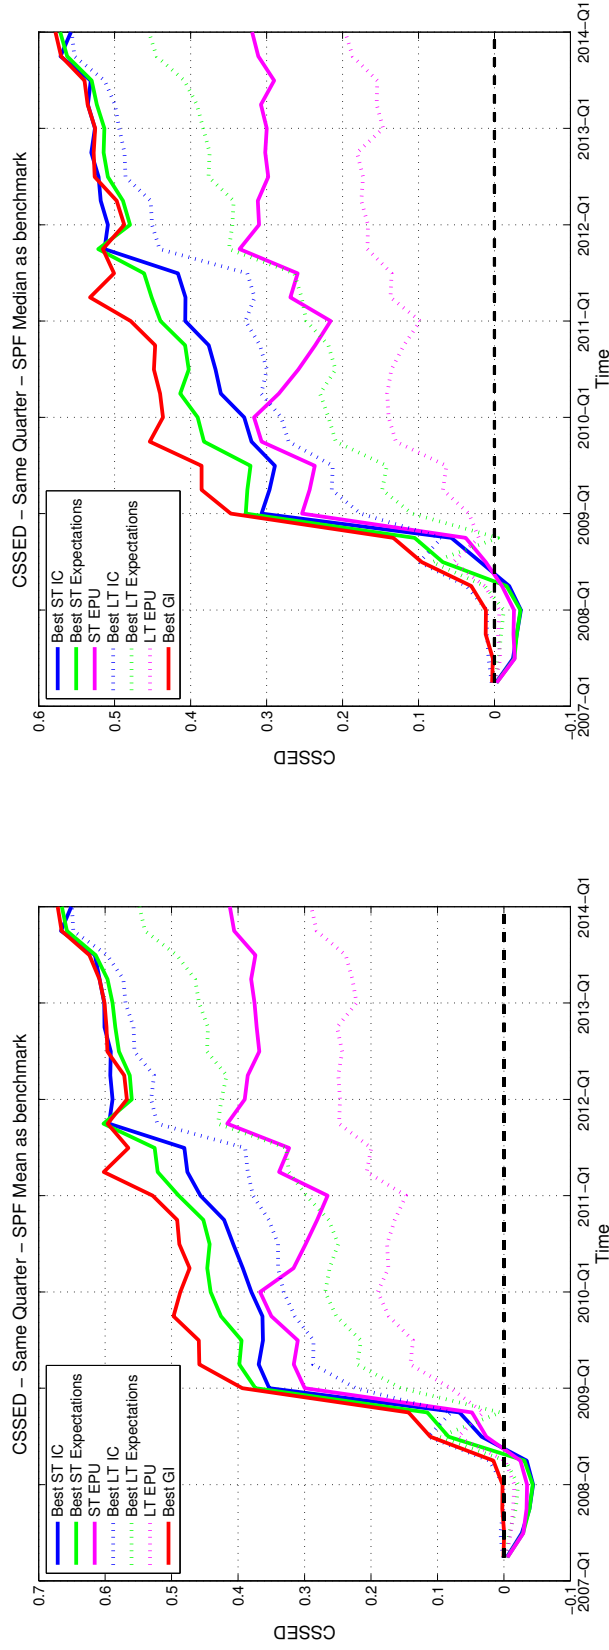 CSSED − Same Quarter − SPF Mean as benchmark
0.7
0.6
0.5
0.4
0.3
0.2
0.1
0
−0.1
CSSED
Best ST IC
Best ST Expectations
ST EPU
Best LT IC
Best LT Expectations
LT EPU
Best GI
2007−Q1
2008−Q1
2009−Q1
2010−Q1
2011−Q1
2012−Q1
2013−Q1
2014−Q1
Time
CSSED − Same Quarter − SPF Median as benchmark
0.6
0.5
0.4
0.3
0.2
0.1
0
−0.1
CSSED
Best ST IC
Best ST Expectations
ST EPU
Best LT IC
Best LT Expectations
LT EPU
Best GI
2007−Q1
2008−Q1
2009−Q1
2010−Q1
2011−Q1
2012−Q1
2013−Q1
2014−Q1
Time